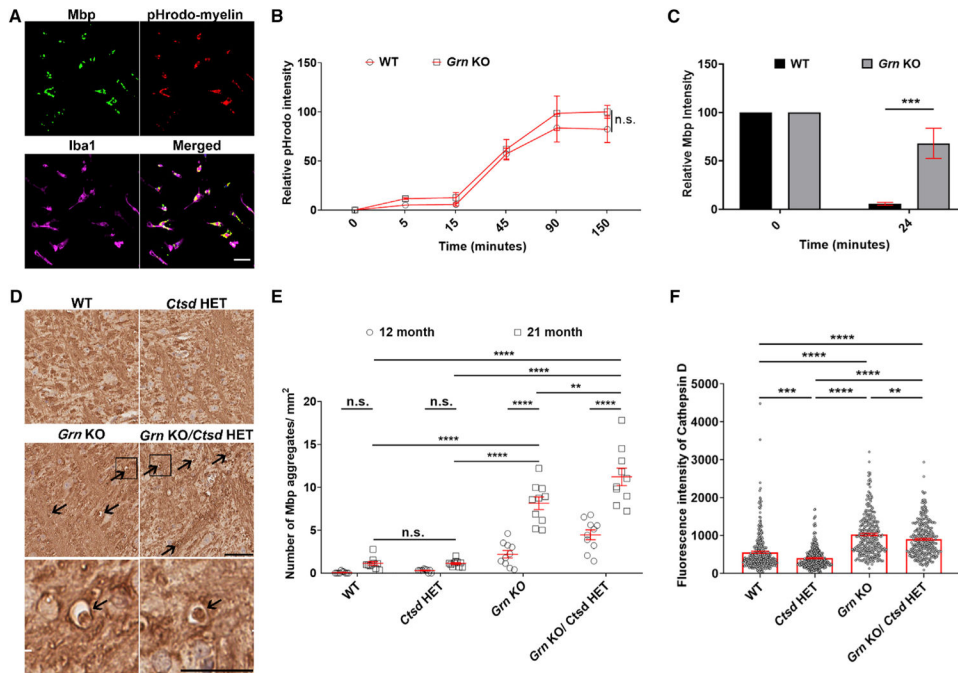 A
Mbp
pHrodo-myelin
Iba1
Merged
B
WT
Grn KO
Relative pHrodo intensity
150
100
50
0
n.s.
0
5
15
45
90
150
Time (minutes)
C
WT
Grn KO
Relative Mbp Intensity
150
100
50
0
***
0
24
Time (minutes)
D
WT
Ctsd HET
Grn KO
Grn KO/Ctsd HET
E
12 month
21 month
Number of Mbp aggregates/ mm²
20
15
10
5
0
****
****
**
n.s.
n.s.
****
****
****
****
n.s.
WT
Ctsd HET
Grn KO
Grn KO/ Ctsd HET
F
Fluorescence intensity of Cathepsin D
5000
4000
3000
2000
1000
0
****
****
****
***
****
**
WT
Ctsd HET
Grn KO
Grn KO/ Ctsd HET